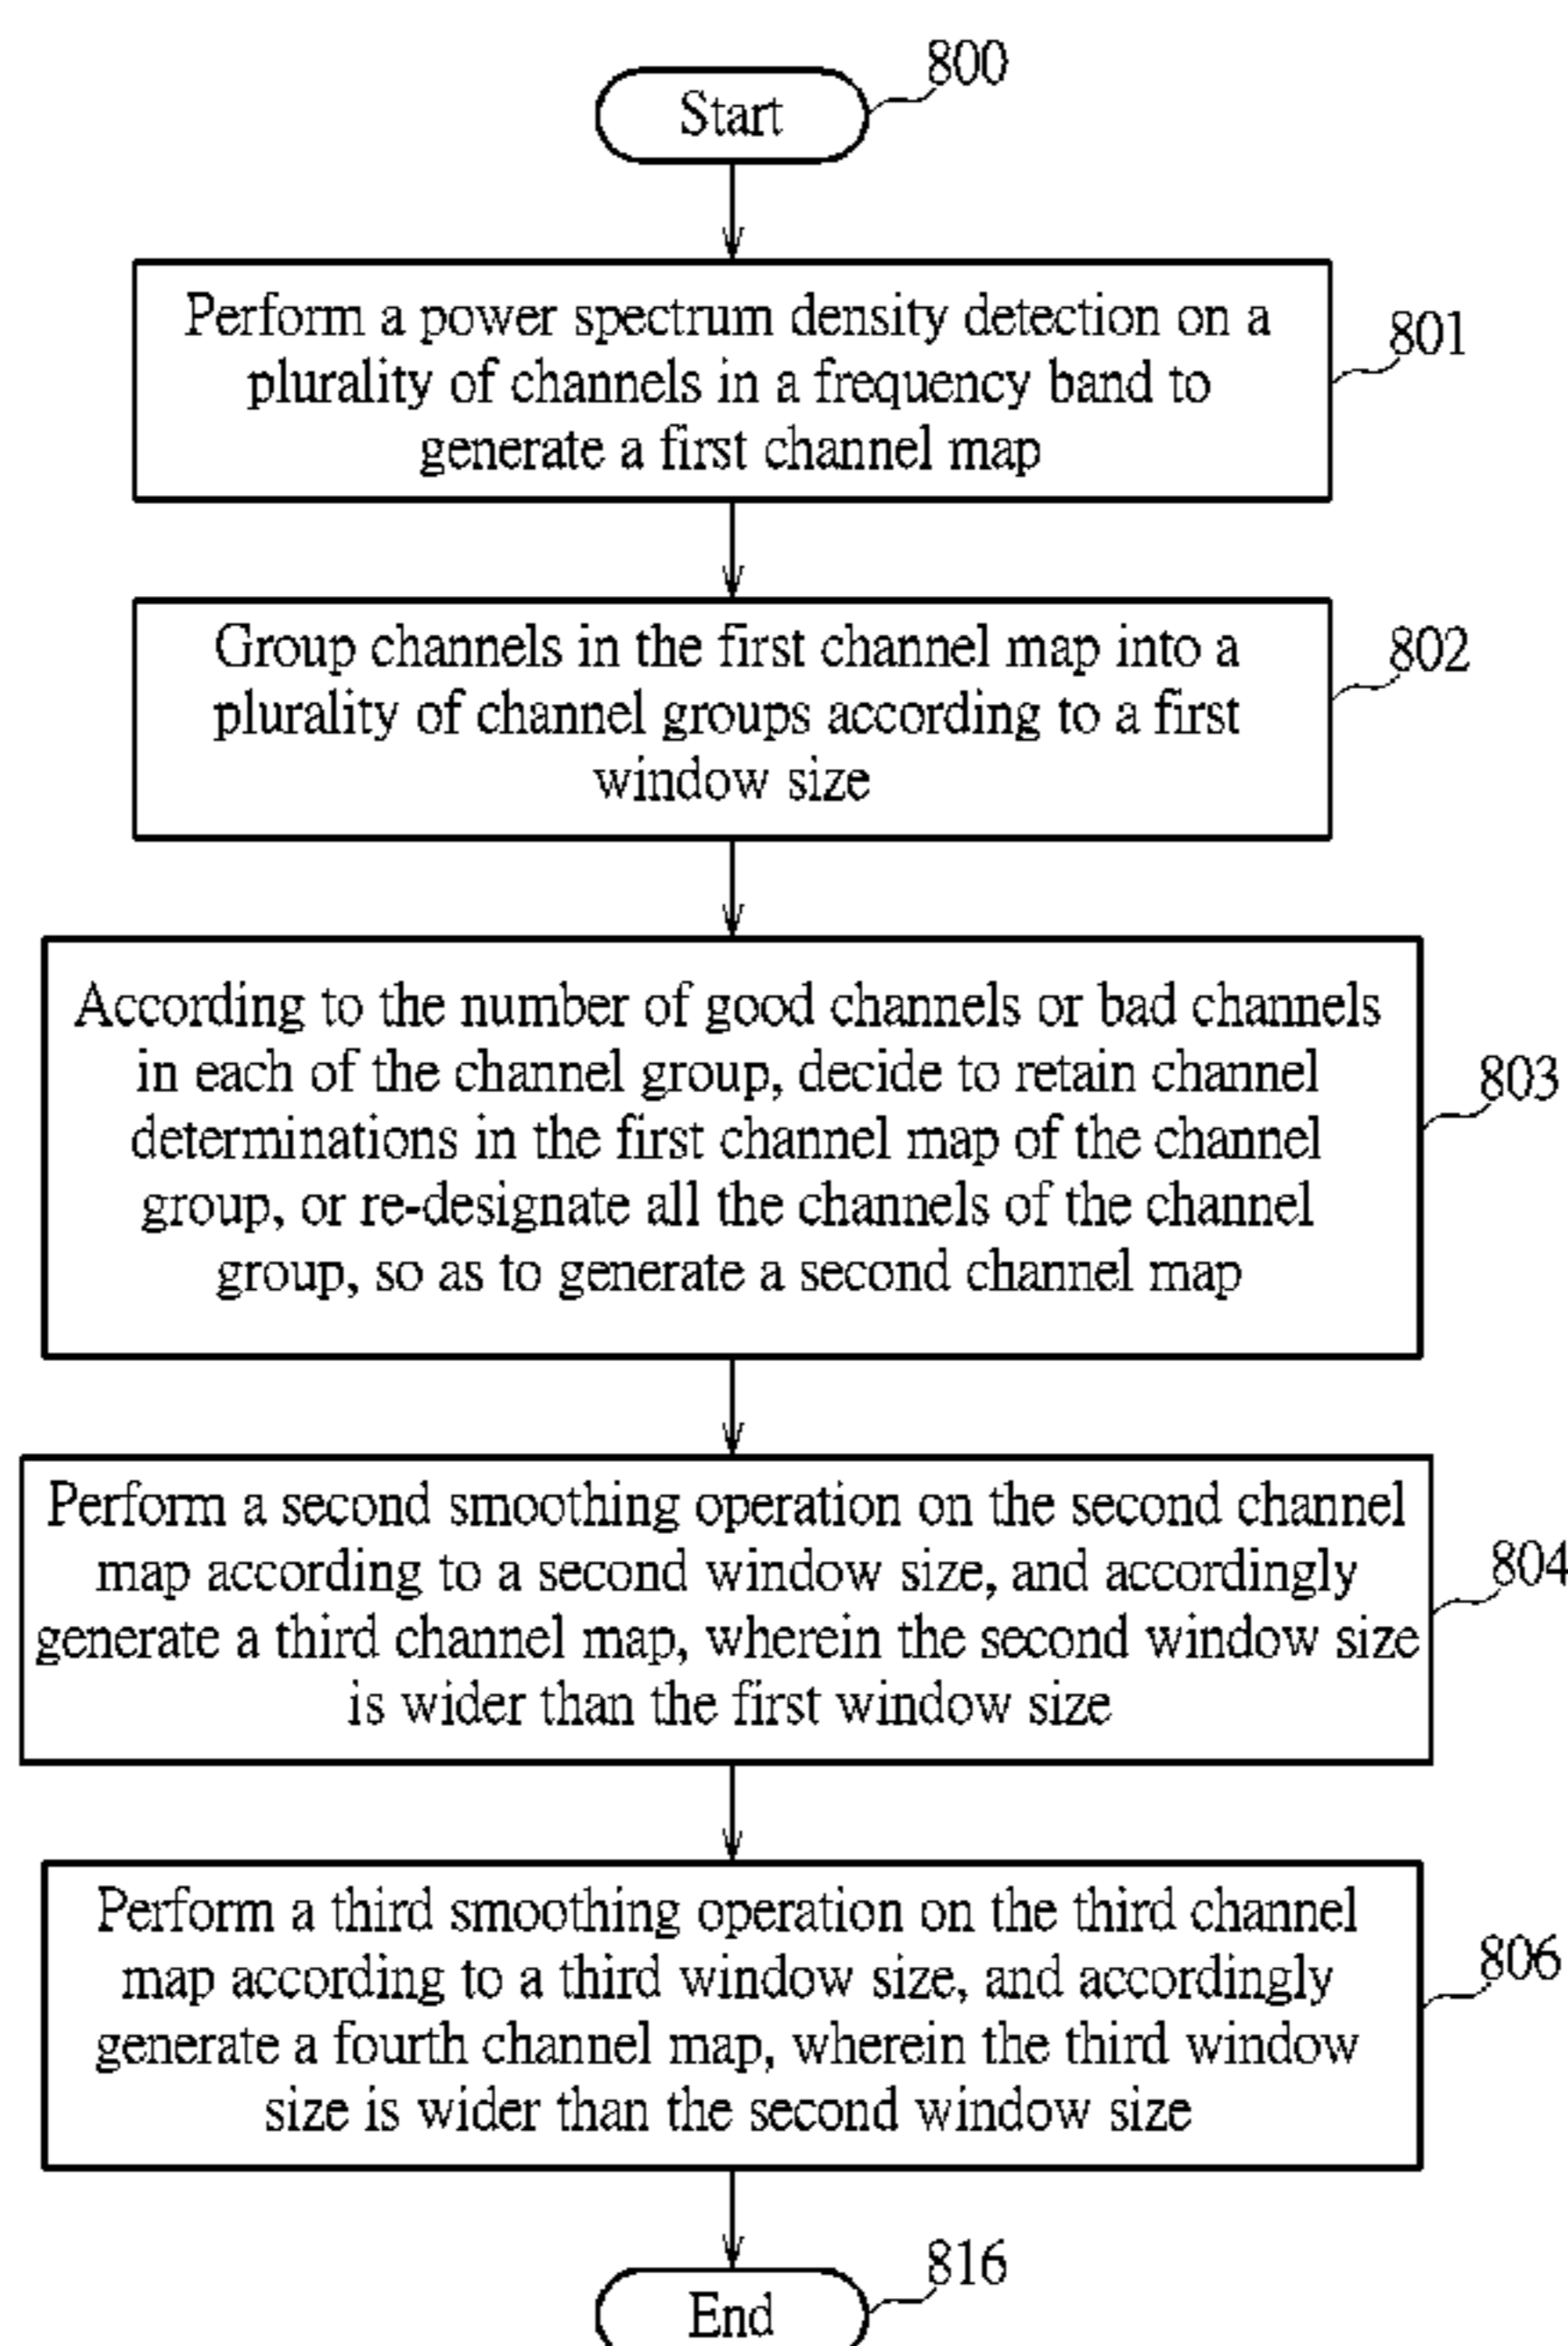 800
Start
Perform a power spectrum density detection on a
plurality of channels in a frequency band to
generate a first channel map
801
Group channels in the first channel map into a
plurality of channel groups according to a first
window size
802
According to the number of good channels or bad channels
in each of the channel group, decide to retain channel
determinations in the first channel map of the channel
group, or re-designate all the channels of the channel
group, so as to generate a second channel map
803
Perform a second smoothing operation on the second channel
map according to a second window size, and accordingly
generate a third channel map, wherein the second window size
is wider than the first window size
804
Perform a third smoothing operation on the third channel
map according to a third window size, and accordingly
generate a fourth channel map, wherein the third window
size is wider than the second window size
806
816
End